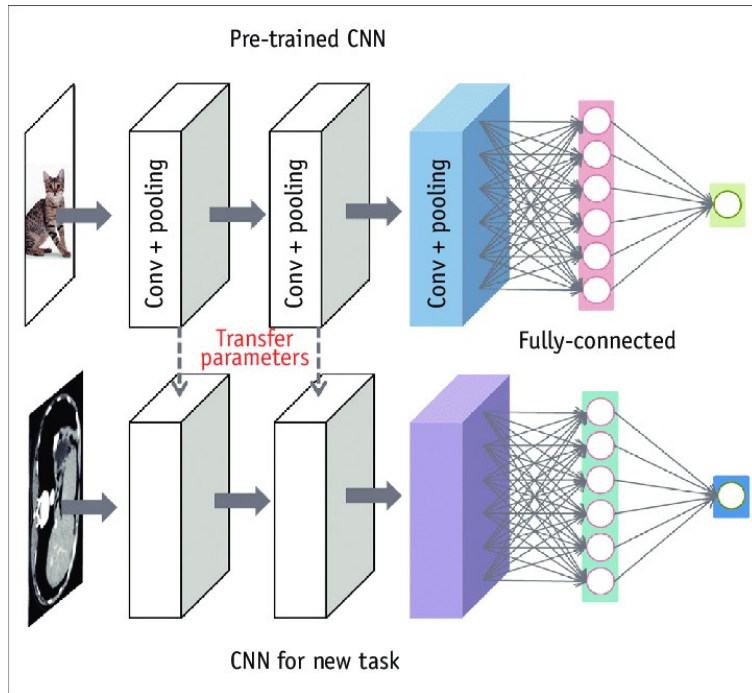 Pre-trained CNN
Conv + pooling
Conv + pooling
Conv + pooling
Transfer
parameters
Fully-connected
CNN for new task